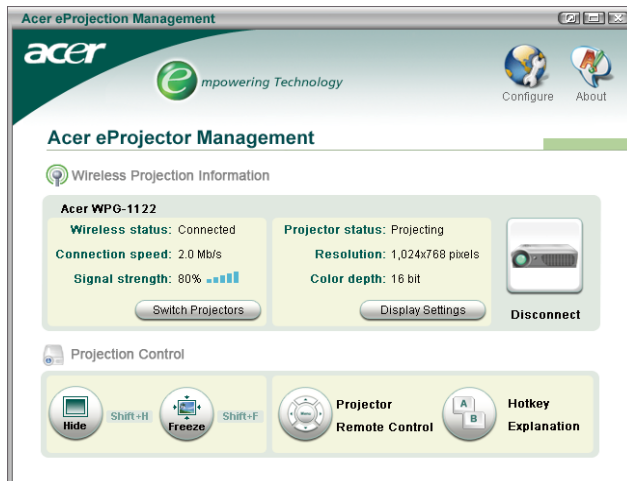 Acer eProjection Management
acer
e mpowering Technology
Configure
About
Acer eProjector Management
Wireless Projection Information
Acer WPG-1122
Wireless status: Connected
Connection speed: 2.0 Mb/s
Signal strength: 80%
Switch Projectors
Projector status: Projecting
Resolution: 1,024x768 pixels
Color depth: 16 bit
Display Settings
Disconnect
Projection Control
Hide
Shift+H
Freeze
Shift+F
Menu
Projector
Remote Control
A
B
Hotkey
Explanation